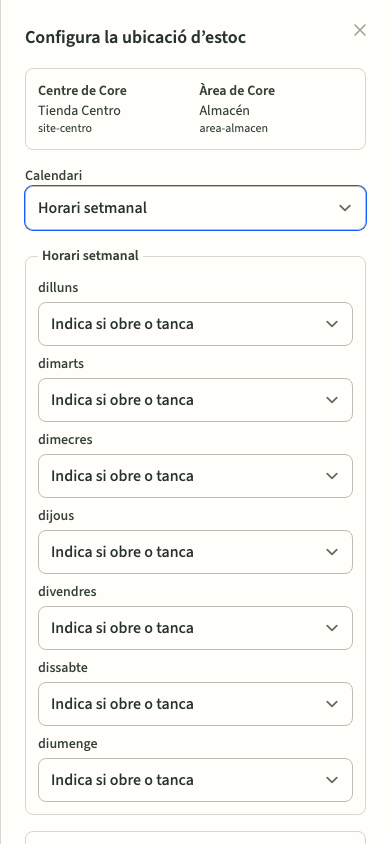 Configura la ubicació d’estoc
Centre de Core
Tienda Centro
site-centro
Àrea de Core
Almacén
area-almacen
Calendari
Horari setmanal
Horari setmanal
dilluns
Indica si obre o tanca
dimarts
Indica si obre o tanca
dimecres
Indica si obre o tanca
dijous
Indica si obre o tanca
divendres
Indica si obre o tanca
dissabte
Indica si obre o tanca
diumenge
Indica si obre o tanca